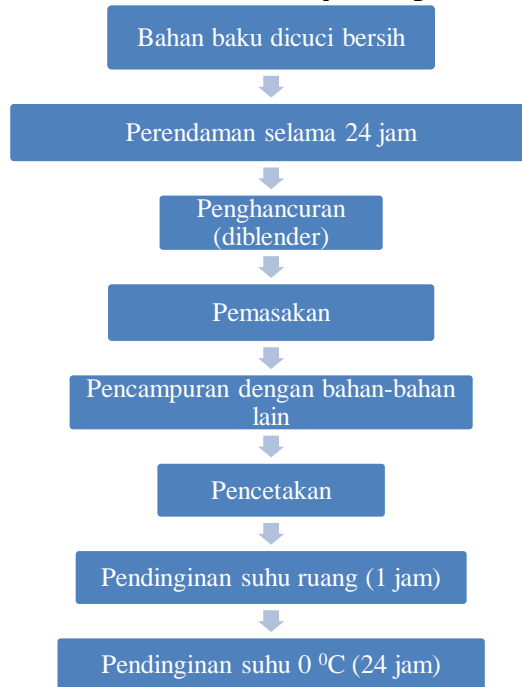 Bahan baku dicuci bersih
Perendaman selama 24 jam
Penghancuran
(diblender)
Pemasakan
Pencampuran dengan bahan-bahan
lain
Pencetakan
Pendinginan suhu ruang (1 jam)
Pendinginan suhu 0 ⁰C (24 jam)